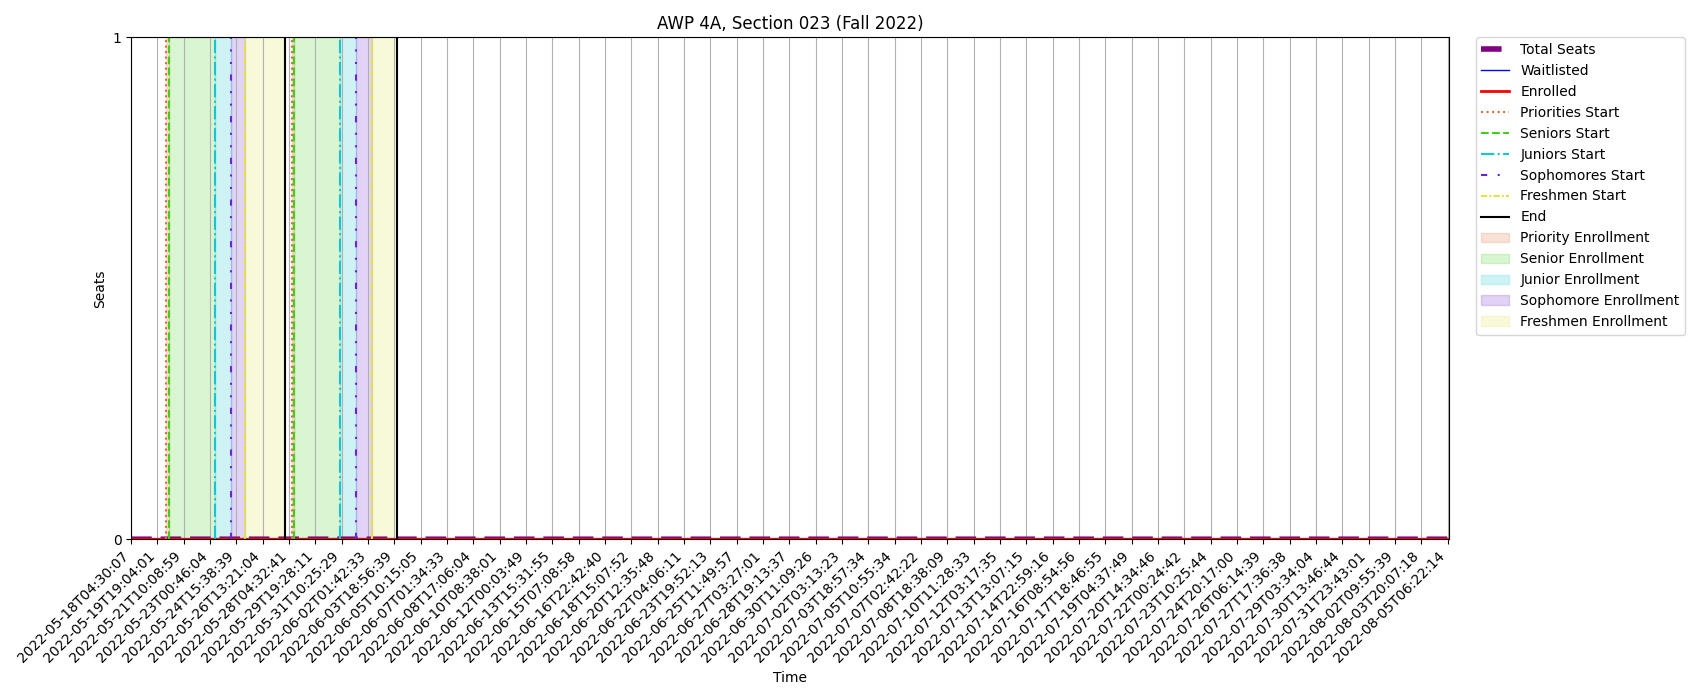 AWP 4A, Section 023 (Fall 2022)
1
0
Seats
2022-05-18T04:30:07
2022-05-19T19:04:01
2022-05-21T10:08:59
2022-05-23T00:46:04
2022-05-24T15:38:39
2022-05-26T13:21:04
2022-05-28T04:32:41
2022-05-29T19:28:11
2022-05-31T10:25:29
2022-06-02T01:42:33
2022-06-03T18:56:39
2022-06-05T10:15:05
2022-06-07T01:34:33
2022-06-08T17:06:04
2022-06-10T08:38:01
2022-06-12T00:03:49
2022-06-13T15:31:55
2022-06-15T07:08:58
2022-06-16T22:42:40
2022-06-18T15:07:52
2022-06-20T12:35:48
2022-06-22T04:06:11
2022-06-23T19:52:13
2022-06-25T11:49:57
2022-06-27T03:27:01
2022-06-28T19:13:37
2022-06-30T11:09:26
2022-07-02T03:13:23
2022-07-03T18:57:34
2022-07-05T10:55:34
2022-07-07T02:42:22
2022-07-08T18:38:09
2022-07-10T11:28:33
2022-07-12T03:17:35
2022-07-13T13:07:15
2022-07-14T22:59:16
2022-07-16T08:54:56
2022-07-17T18:46:55
2022-07-19T04:37:49
2022-07-20T14:34:46
2022-07-22T00:24:42
2022-07-23T10:25:44
2022-07-24T20:17:00
2022-07-26T06:14:39
2022-07-27T17:36:38
2022-07-29T03:34:04
2022-07-30T13:46:44
2022-07-31T23:43:01
2022-08-02T09:55:39
2022-08-03T20:07:18
2022-08-05T06:22:14
Time
Total Seats
Waitlisted
Enrolled
Priorities Start
Seniors Start
Juniors Start
Sophomores Start
Freshmen Start
End
Priority Enrollment
Senior Enrollment
Junior Enrollment
Sophomore Enrollment
Freshmen Enrollment